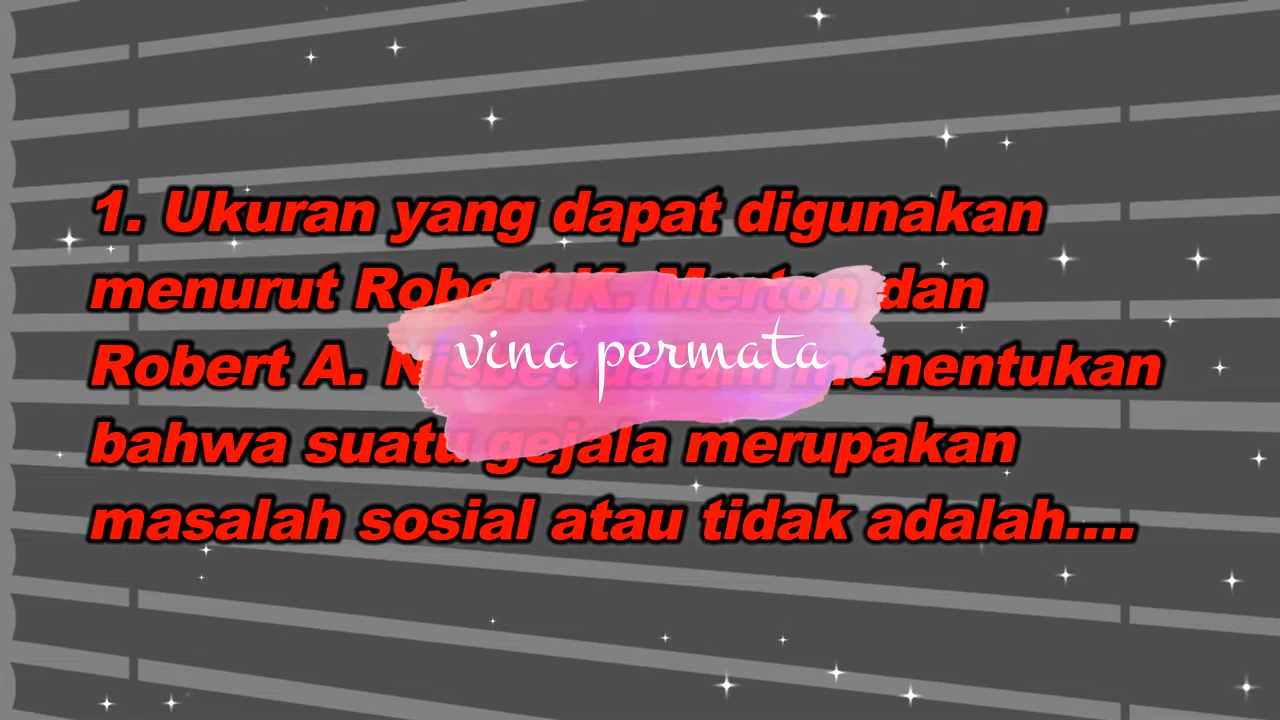 1. Ukuran yang dapat digunakan
menurut Robert K. Merton dan
Robert A. Nisbet dalam menentukan
bahwa suatu gejala merupakan
masalah sosial atau tidak adalah....
vina permata